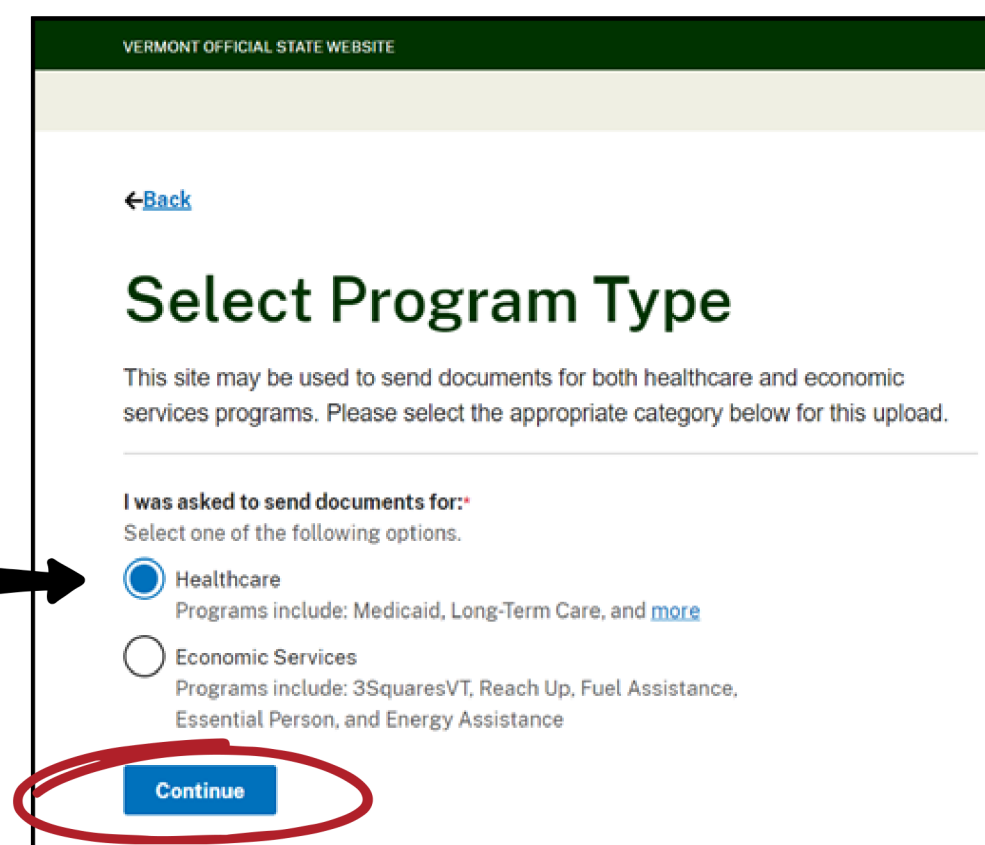 VERMONT OFFICIAL STATE WEBSITE
←Back
Select Program Type
This site may be used to send documents for both healthcare and economic
services programs. Please select the appropriate category below for this upload.
I was asked to send documents for:*
Select one of the following options.
Healthcare
Programs include: Medicaid, Long-Term Care, and more
Economic Services
Programs include: 3SquaresVT, Reach Up, Fuel Assistance,
Essential Person, and Energy Assistance
Continue